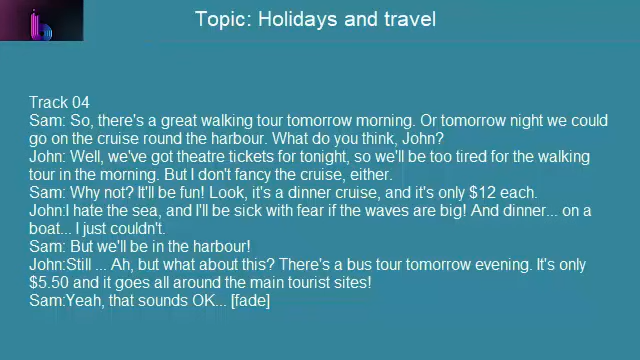 Topic: Holidays and travel
Track 04
Sam: So, there's a great walking tour tomorrow morning. Or tomorrow night we could
go on the cruise round the harbour. What do you think, John?
John: Well, we've got theatre tickets for tonight, so we'll be too tired for the walking
tour in the morning. But I don't fancy the cruise, either.
Sam: Why not? It'll be fun! Look, it's a dinner cruise, and it's only $12 each.
John:I hate the sea, and I'll be sick with fear if the waves are big! And dinner... on a
boat... I just couldn't.
Sam: But we'll be in the harbour!
John:Still ... Ah, but what about this? There's a bus tour tomorrow evening. It's only
$5.50 and it goes all around the main tourist sites!
Sam:Yeah, that sounds OK... [fade]